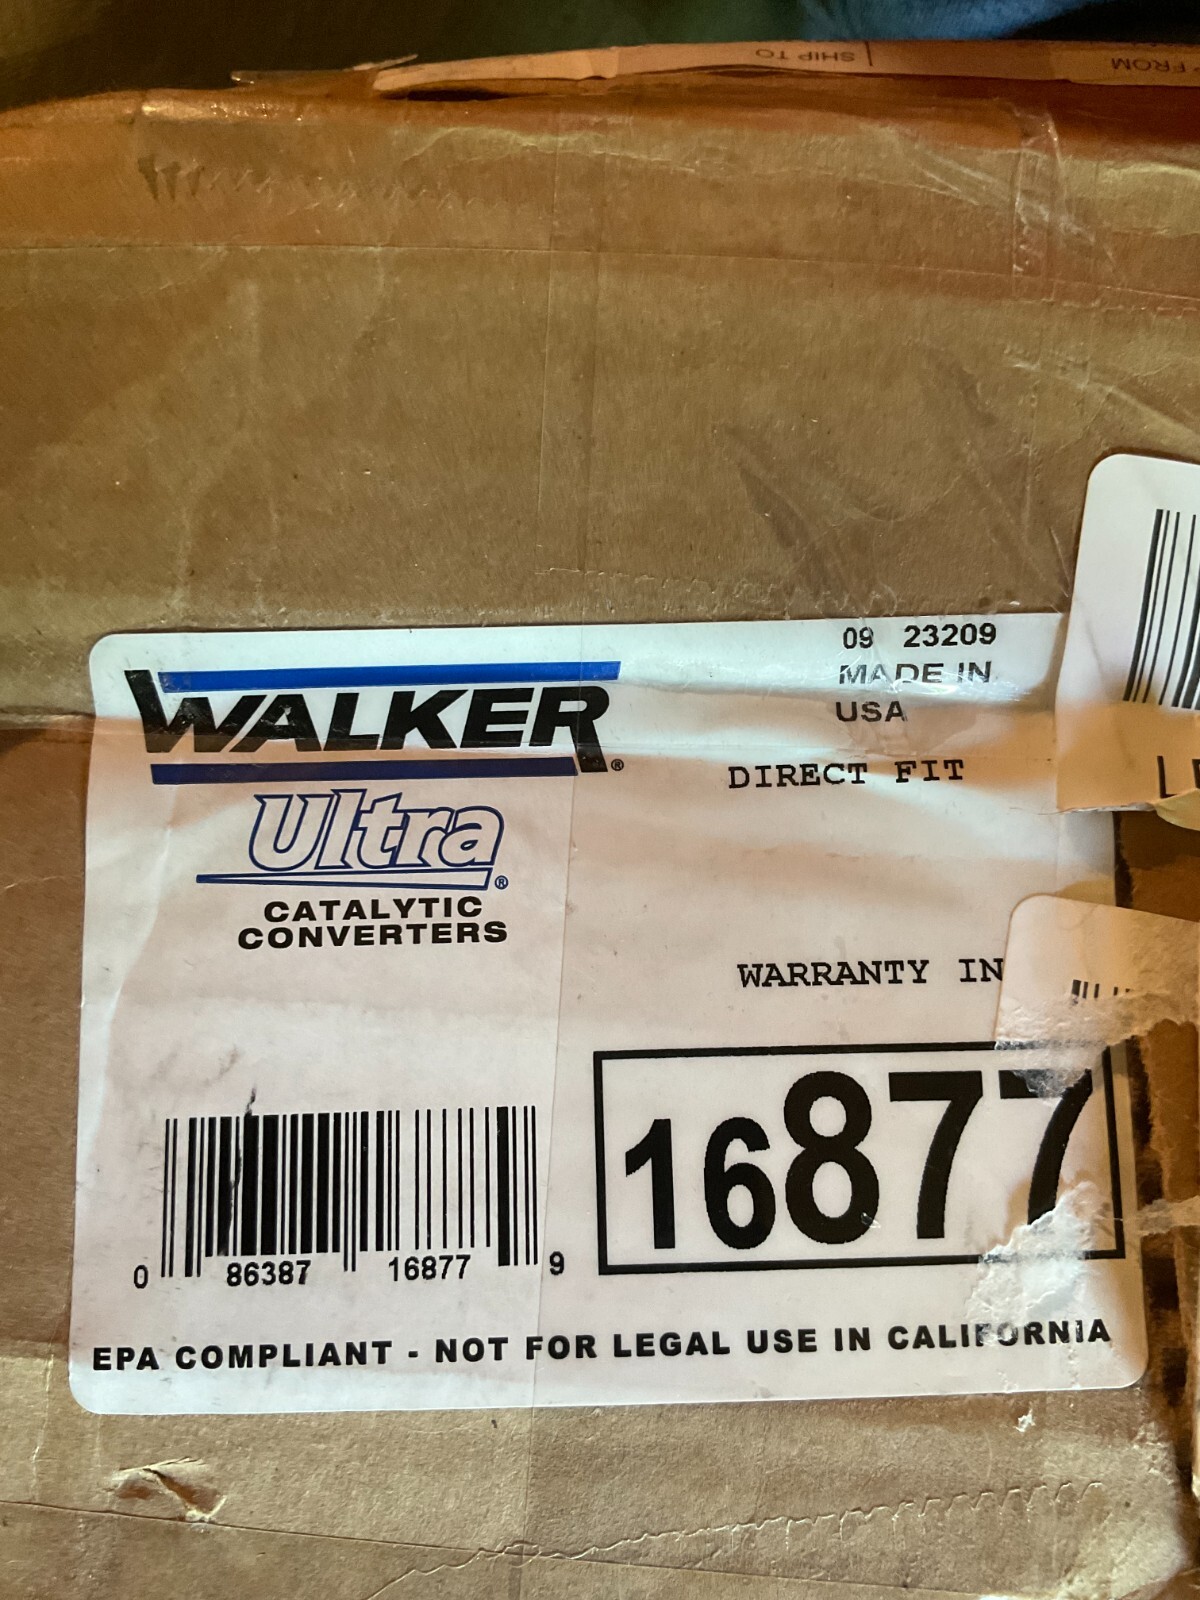 SHIP TO
FROM
09 23209
MADE IN
USA
WALKER®
DIRECT FIT
Ultra®
CATALYTIC
CONVERTERS
WARRANTY IN
16877
0 86387 16877 9
EPA COMPLIANT - NOT FOR LEGAL USE IN CALIFORNIA